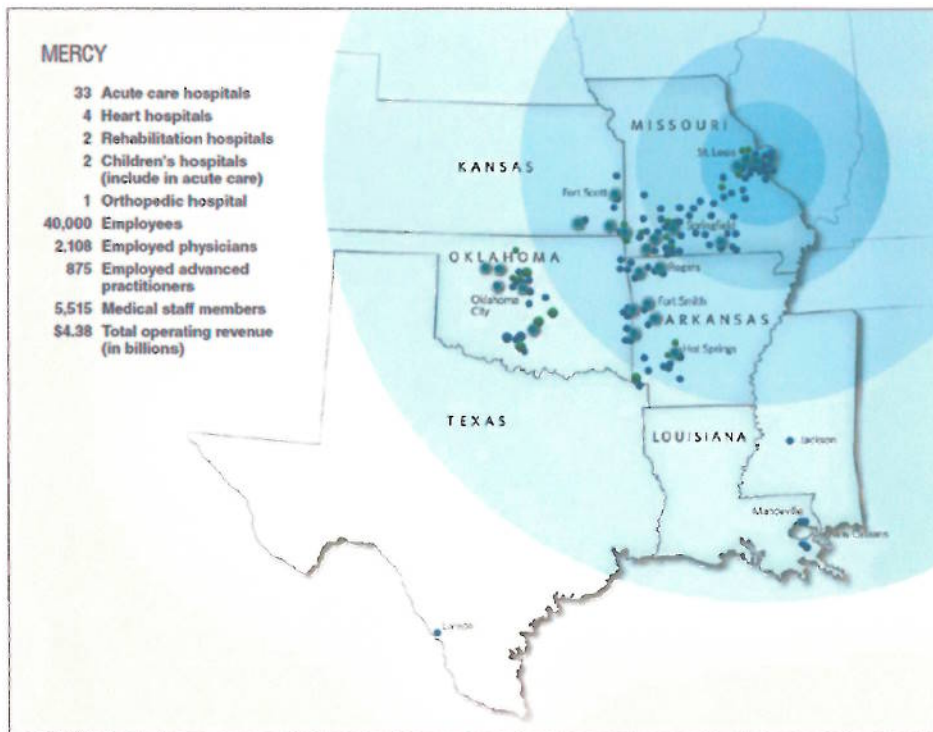 MERCY
33 Acute care hospitals
4 Heart hospitals
2 Rehabilitation hospitals
2 Children's hospitals
(include in acute care)
1 Orthopedic hospital
40,000 Employees
2,108 Employed physicians
875 Employed advanced
practitioners
5,515 Medical staff members
$4.38 Total operating revenue
(in billions)
MISSOURI
St. Louis
KANSAS
Fort Scott
Springfield
OKLAHOMA
Rogers
Oklahoma
City
Fort Smith
ARKANSAS
Hot Springs
TEXAS
LOUISIANA
Jackson
Mandeville
New Orleans
Laredo